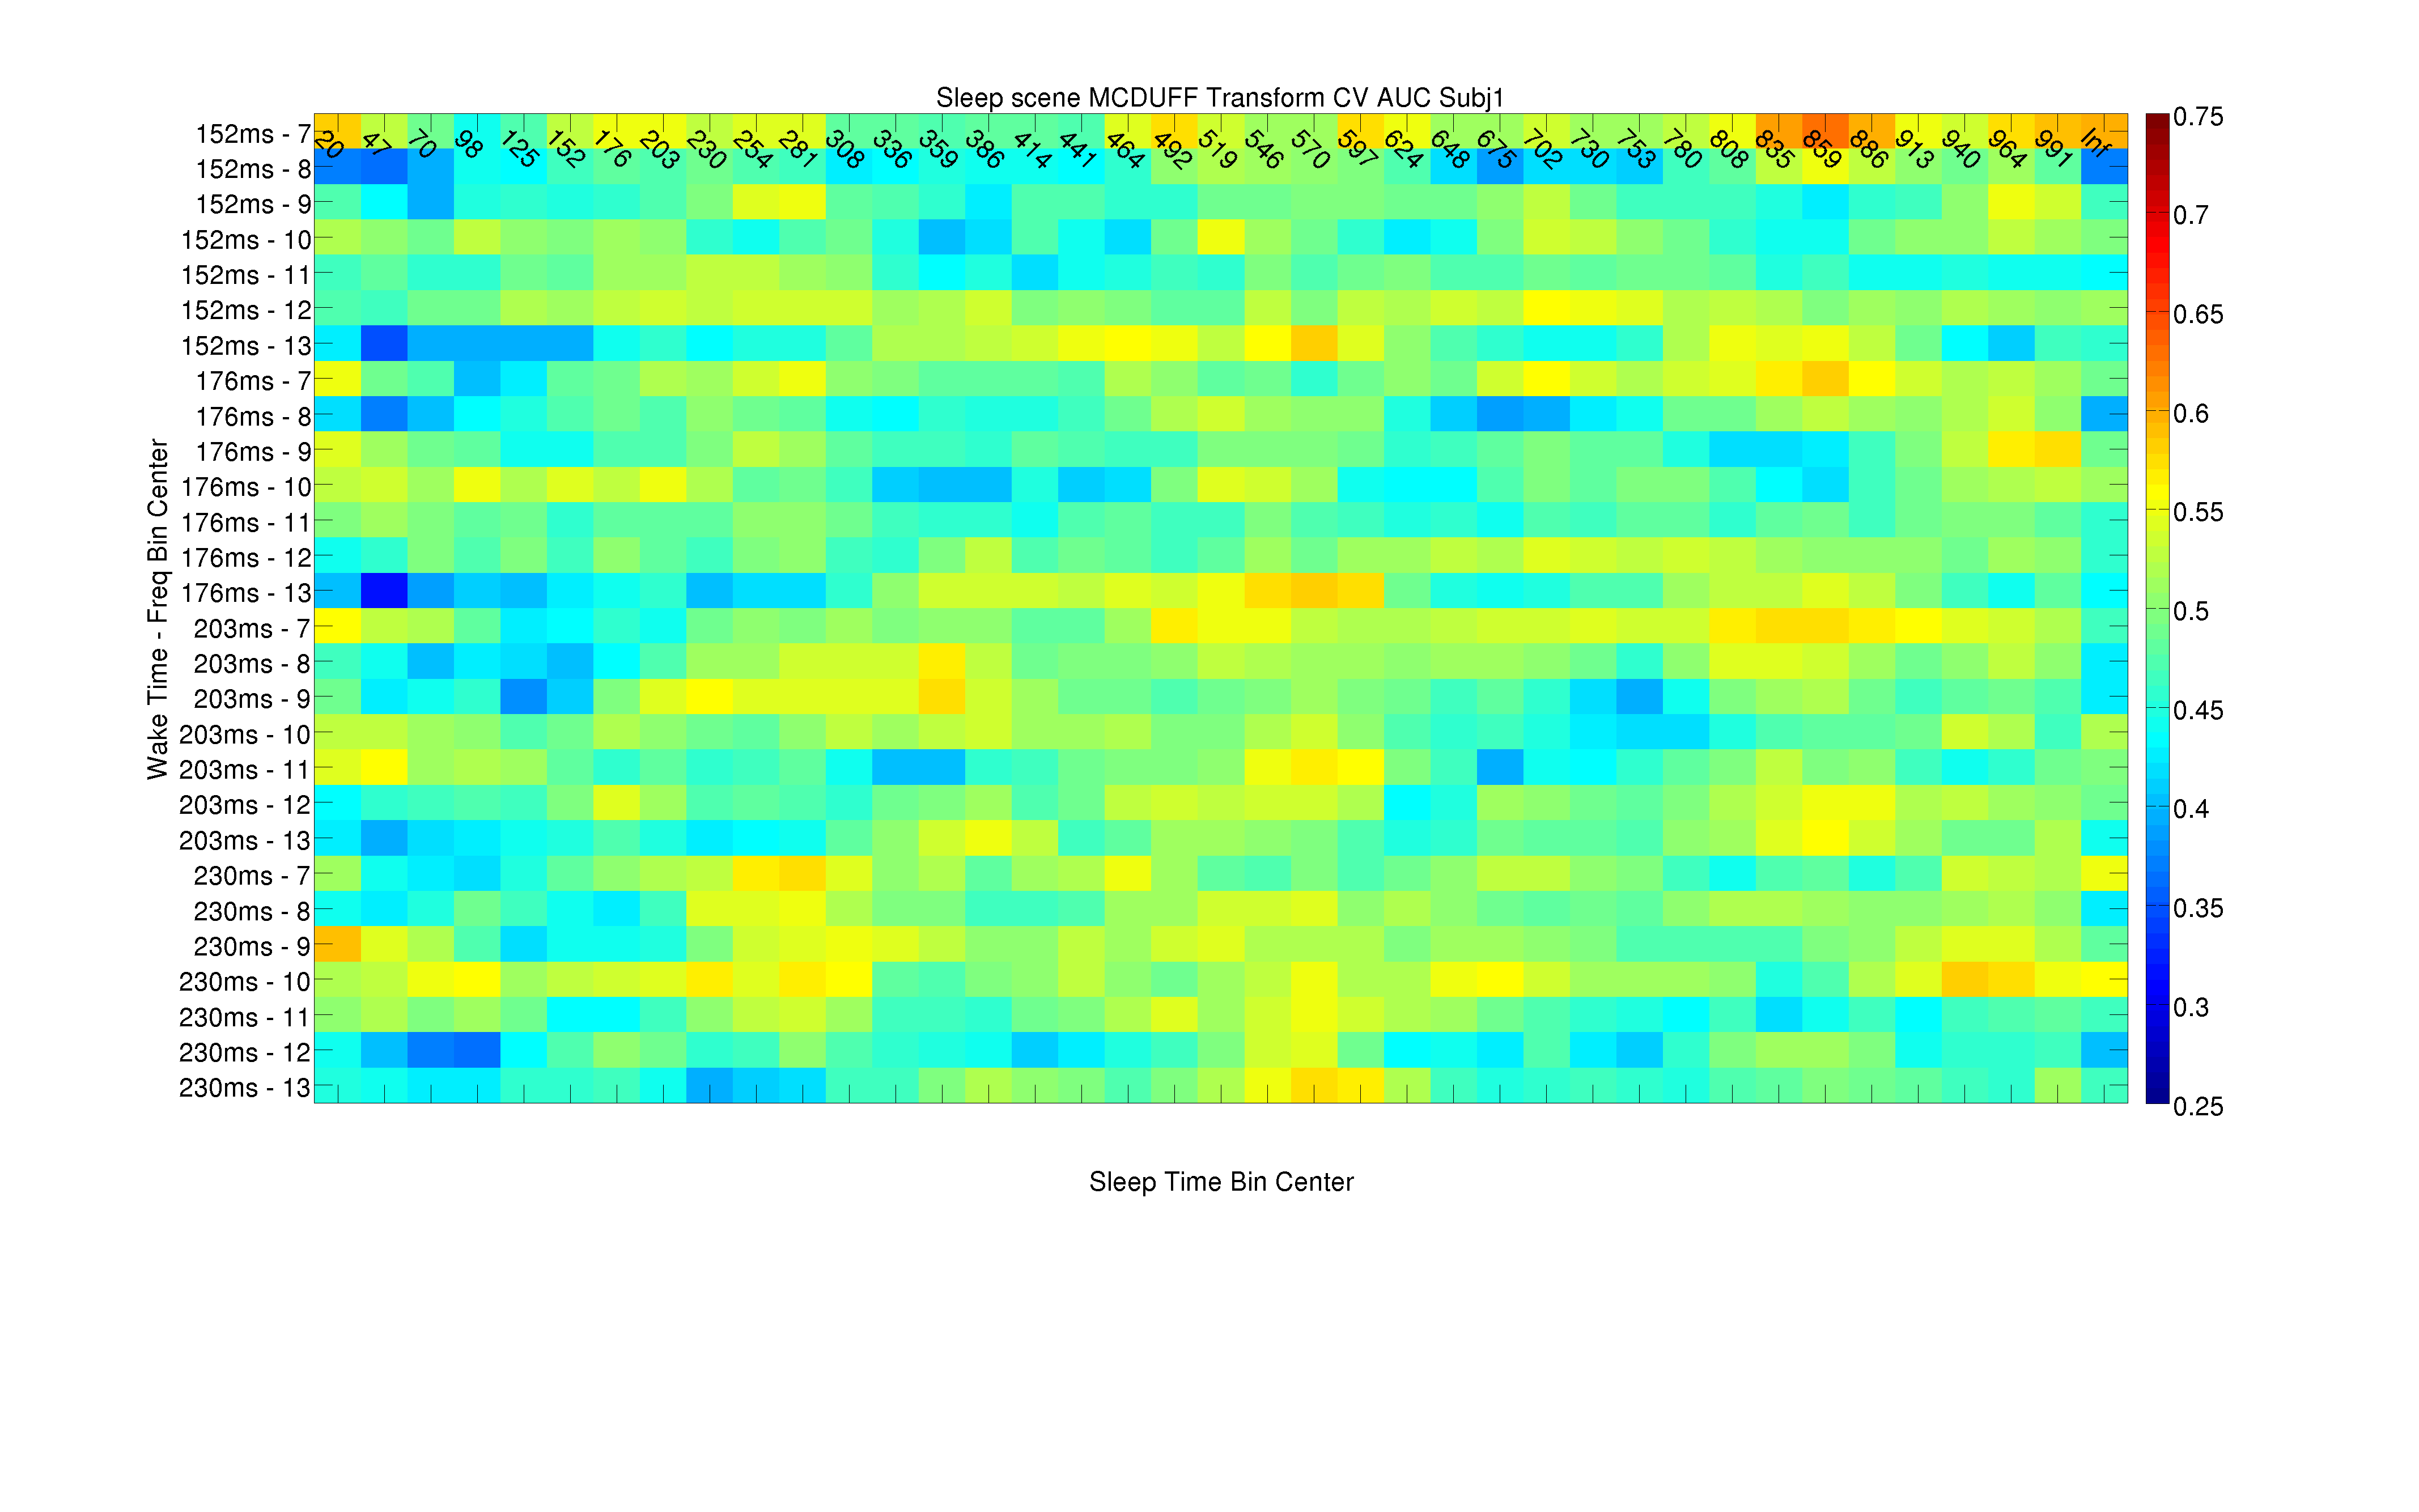 Sleep scene MCDUFF Transform CV AUC Subj1
152ms - 7
152ms - 8
152ms - 9
152ms - 10
152ms - 11
152ms - 12
152ms - 13
176ms - 7
176ms - 8
176ms - 9
176ms - 10
176ms - 11
176ms - 12
176ms - 13
203ms - 7
203ms - 8
203ms - 9
203ms - 10
203ms - 11
203ms - 12
203ms - 13
230ms - 7
230ms - 8
230ms - 9
230ms - 10
230ms - 11
230ms - 12
230ms - 13
Wake Time - Freq Bin Center
20 47 70 98 125 152 176 203 230 254 281 308 336 359 386 414 441 464 492 519 546 570 597 624 648 675 702 730 753 780 808 835 859 886 913 940 964 991 Inf
0.75
0.7
0.65
0.6
0.55
0.5
0.45
0.4
0.35
0.3
0.25
Sleep Time Bin Center